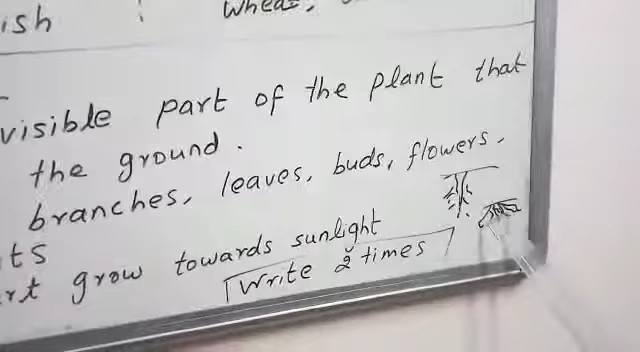 ish : wheat,
visible part of the plant that
the ground.
branches, leaves, buds, flowers.
ts
rt grow towards sunlight
Write 2 times